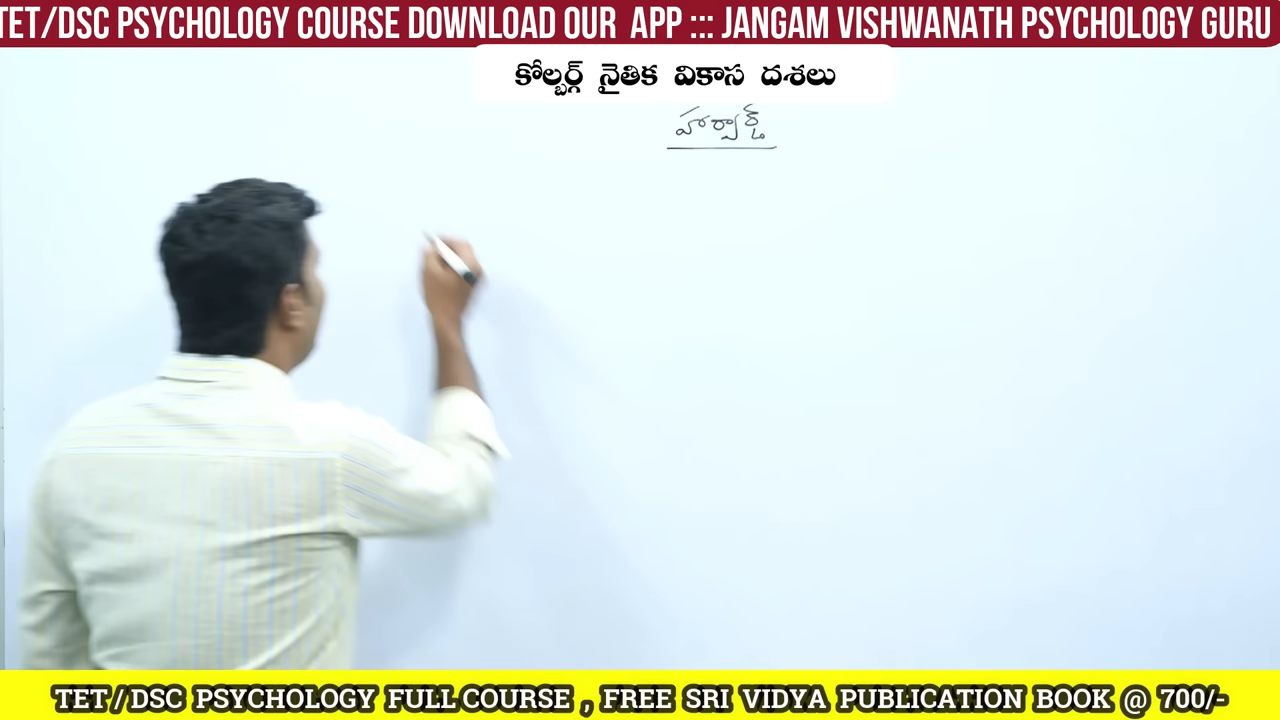 TET/DSC PSYCHOLOGY COURSE DOWNLOAD OUR APP ::: JANGAM VISHWANATH PSYCHOLOGY GURU
కోల్బర్గ్ నైతిక వికాస దశలు
హార్వార్డ్
TET/DSC PSYCHOLOGY FULL COURSE , FREE SRI VIDYA PUBLICATION BOOK @ 700/-